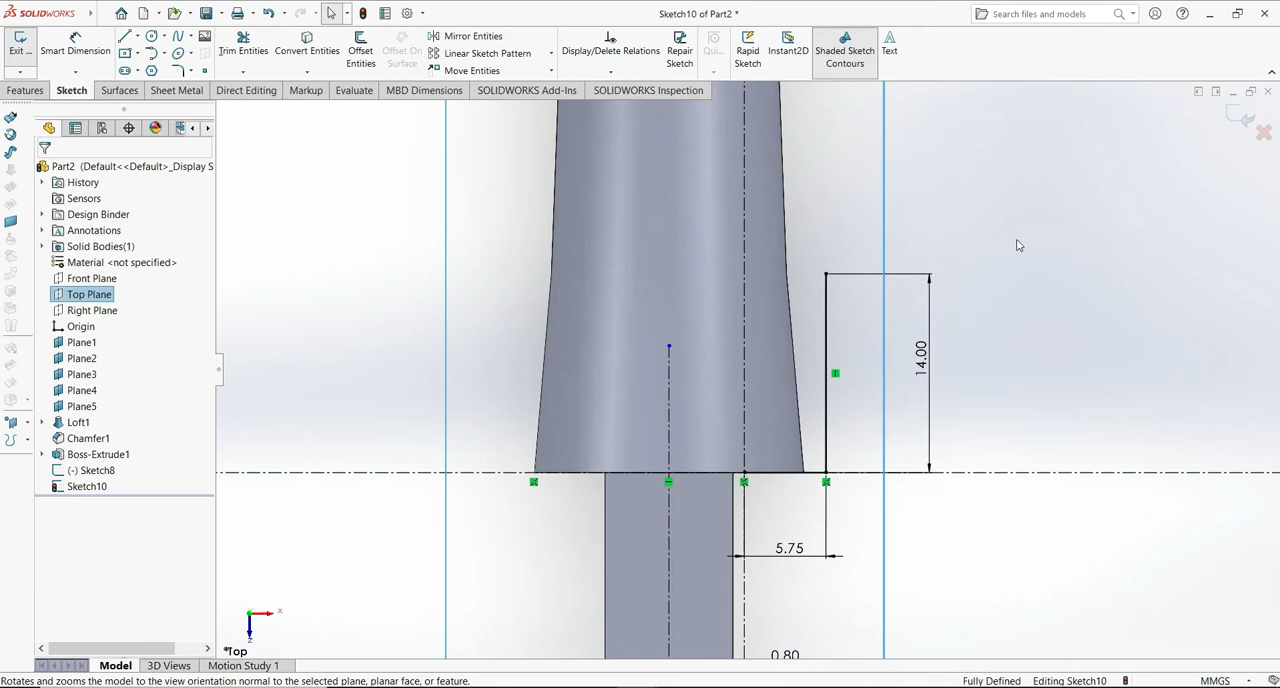 SOLIDWORKS
Sketch10 of Part2 *
Search files and models
Exit ...
Smart Dimension
Trim Entities
Convert Entities
Offset Entities
Offset On Surface
Mirror Entities
Linear Sketch Pattern
Move Entities
Display/Delete Relations
Repair Sketch
Qui...
Rapid Sketch
Instant2D
Shaded Sketch Contours
Text
Features
Sketch
Surfaces
Sheet Metal
Direct Editing
Markup
Evaluate
MBD Dimensions
SOLIDWORKS Add-Ins
SOLIDWORKS Inspection
Part2 (Default<<Default>_Display S
History
Sensors
Design Binder
Annotations
Solid Bodies(1)
Material <not specified>
Front Plane
Top Plane
Right Plane
Origin
Plane1
Plane2
Plane3
Plane4
Plane5
Loft1
Chamfer1
Boss-Extrude1
(-) Sketch8
Sketch10
14.00
5.75
0.80
X
Z
*Top
Model
3D Views
Motion Study 1
Rotates and zooms the model to the view orientation normal to the selected plane, planar face, or feature.
Fully Defined
Editing Sketch10
MMGS